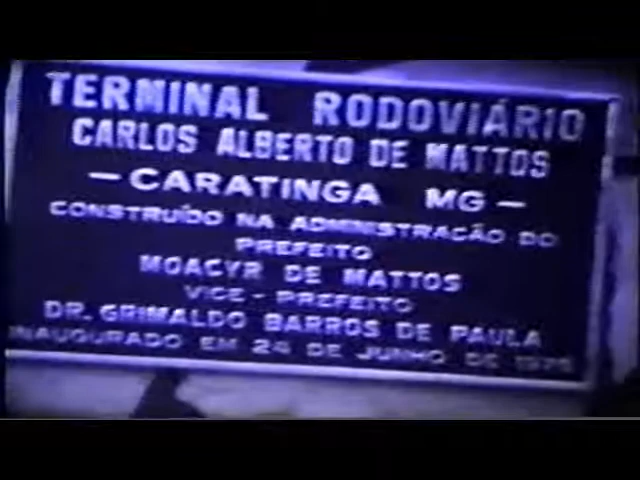 TERMINAL RODOVIÁRIO
CARLOS ALBERTO DE MATTOS
— CARATINGA MG —
CONSTRUÍDO NA ADMINISTRAÇÃO DO
PREFEITO
MOACYR DE MATTOS
VICE - PREFEITO
DR. GRIMALDO BARROS DE PAULA
INAUGURADO EM 24 DE JUNHO DE